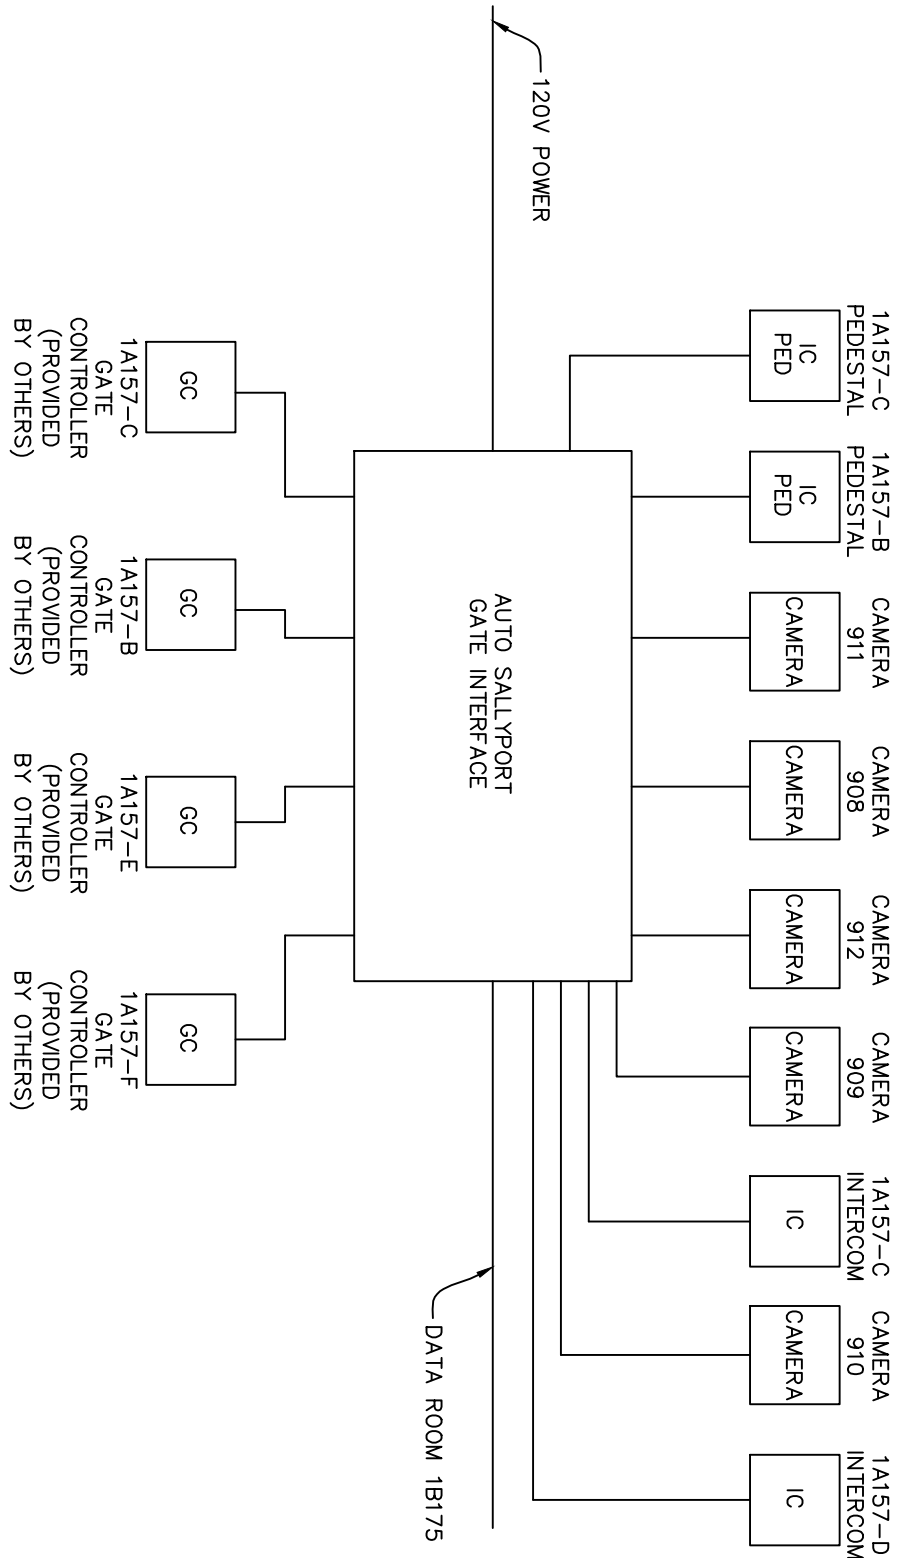 1A157-C
PEDESTAL
IC
PED
1A157-B
PEDESTAL
IC
PED
CAMERA
911
CAMERA
CAMERA
908
CAMERA
CAMERA
912
CAMERA
CAMERA
909
CAMERA
1A157-C
INTERCOM
IC
CAMERA
910
CAMERA
1A157-D
INTERCOM
IC
120V POWER
AUTO SALLYPORT
GATE INTERFACE
DATA ROOM 1B175
GC
1A157-C
GATE
CONTROLLER
(PROVIDED
BY OTHERS)
GC
1A157-B
GATE
CONTROLLER
(PROVIDED
BY OTHERS)
GC
1A157-E
GATE
CONTROLLER
(PROVIDED
BY OTHERS)
GC
1A157-F
GATE
CONTROLLER
(PROVIDED
BY OTHERS)